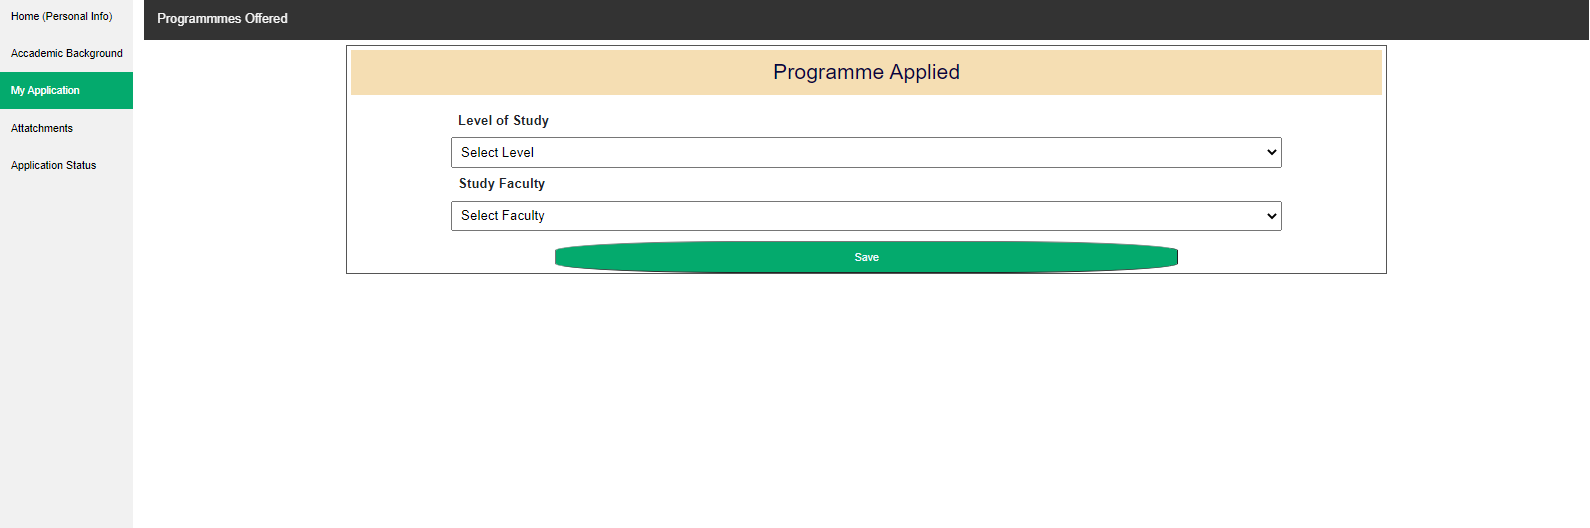 Home (Personal Info)
Accademic Background
My Application
Attatchments
Application Status
Programmmes Offered
Programme Applied
Level of Study
Select Level
Study Faculty
Select Faculty
Save